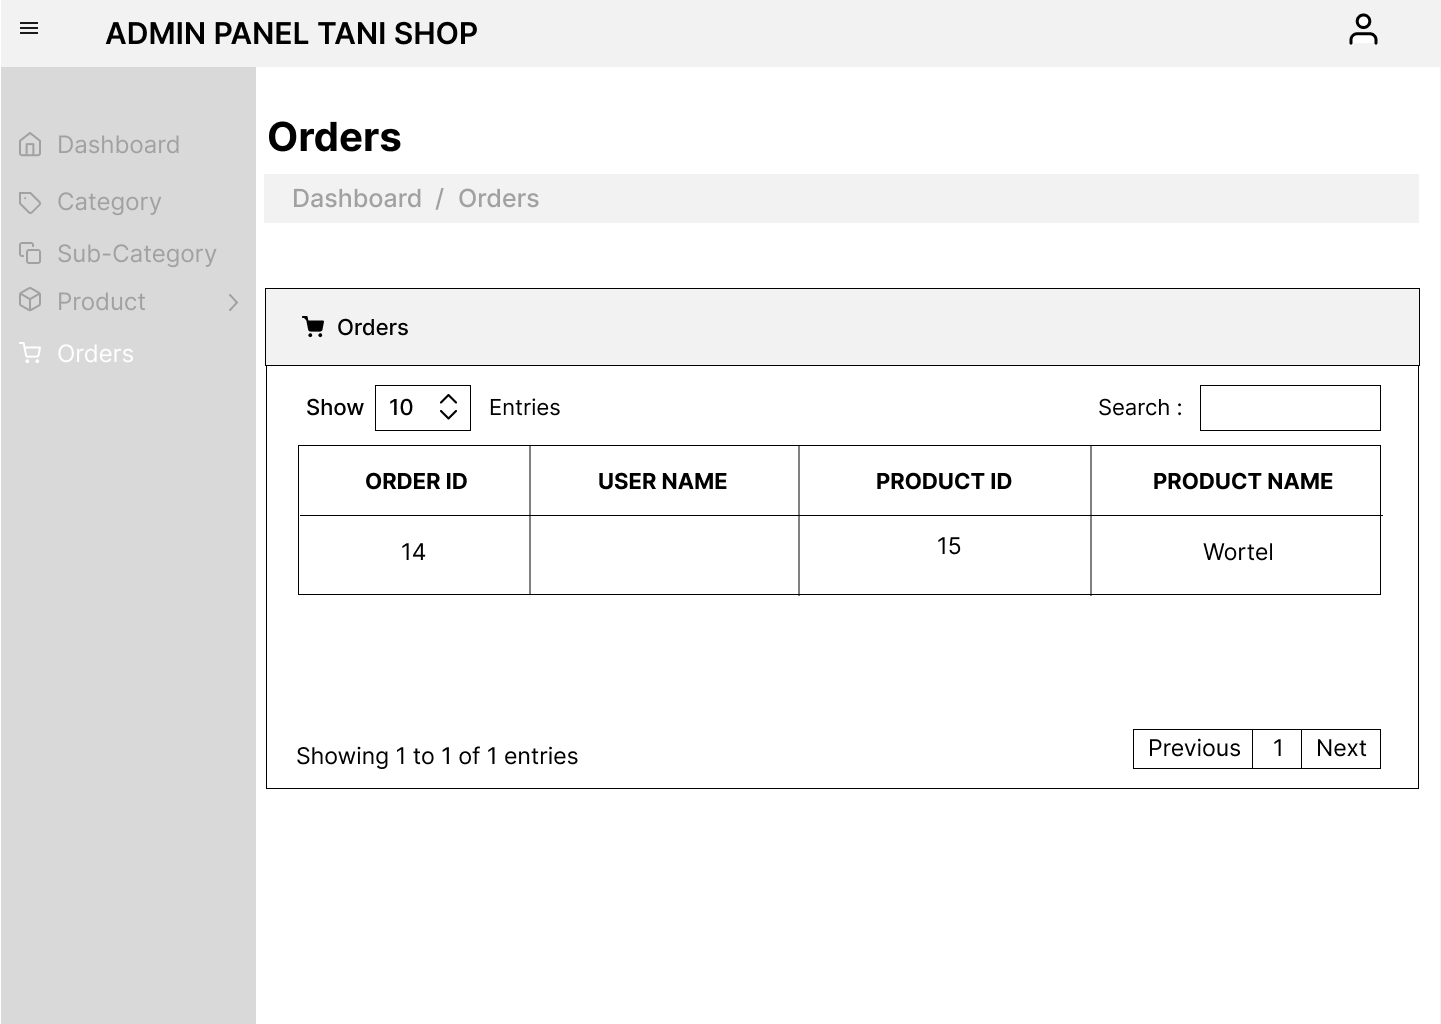 ADMIN PANEL TANI SHOP
Dashboard
Category
Sub-Category
Product
Orders
Orders
Dashboard / Orders
Orders
Show 10 Entries
Search :
ORDER ID USER NAME PRODUCT ID PRODUCT NAME
14 15 Wortel
Showing 1 to 1 of 1 entries
Previous 1 Next